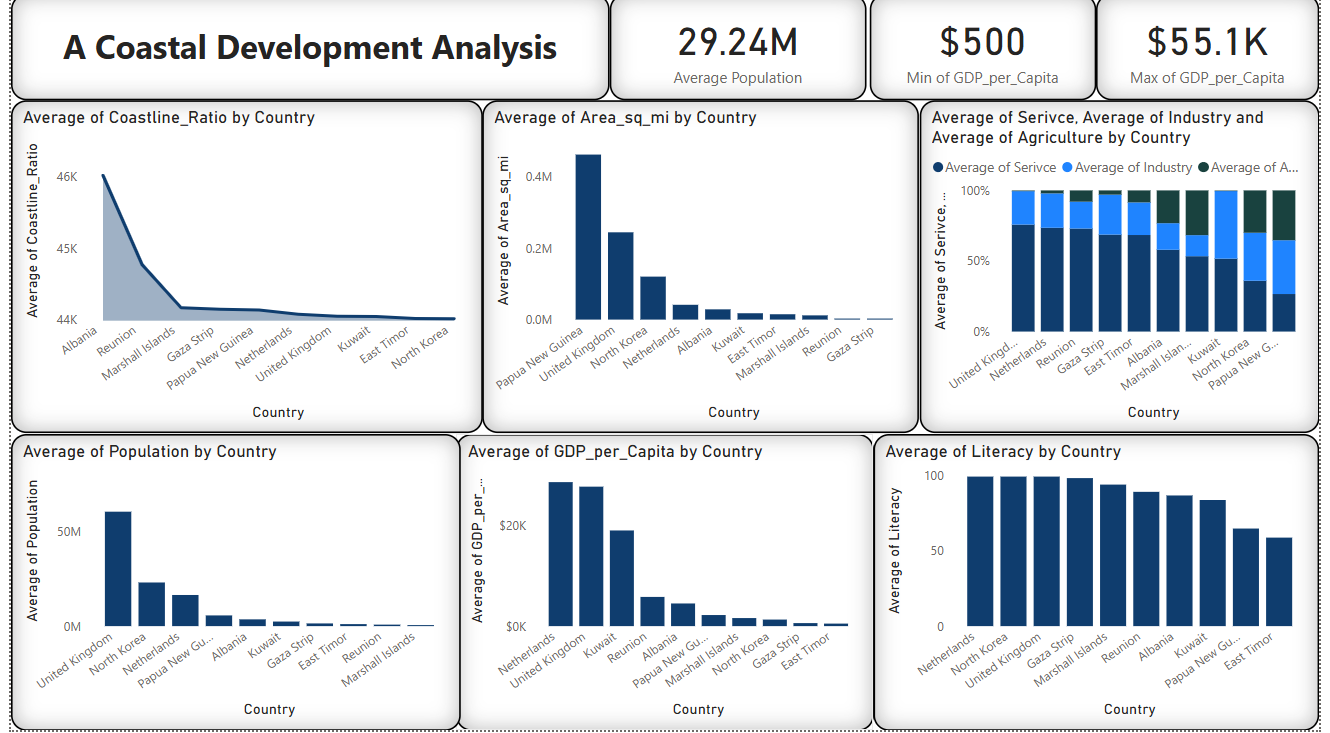 A Coastal Development Analysis
29.24M
Average Population
$500
Min of GDP_per_Capita
$55.1K
Max of GDP_per_Capita
Average of Coastline_Ratio by Country
Average of Coastline_Ratio
46K
45K
44K
Albania
Reunion
Marshall Islands
Gaza Strip
Papua New Guinea
Netherlands
United Kingdom
Kuwait
East Timor
North Korea
Country
Average of Area_sq_mi by Country
Average of Area_sq_mi
0.4M
0.2M
0.0M
Papua New Guinea
United Kingdom
North Korea
Netherlands
Albania
Kuwait
East Timor
Marshall Islands
Reunion
Gaza Strip
Country
Average of Serivce, Average of Industry and
Average of Agriculture by Country
Average of Serivce
Average of Industry
Average of A...
Average of Serivce, ...
100%
50%
0%
United Kingd...
Netherlands
Reunion
Gaza Strip
East Timor
Albania
Marshall Islan...
Kuwait
North Korea
Papua New G...
Country
Average of Population by Country
Average of Population
50M
0M
United Kingdom
North Korea
Netherlands
Papua New Gu...
Albania
Kuwait
Gaza Strip
East Timor
Reunion
Marshall Islands
Country
Average of GDP_per_Capita by Country
Average of GDP_per_...
$20K
$0K
Netherlands
United Kingdom
Kuwait
Reunion
Albania
Papua New Gu...
Marshall Islands
North Korea
Gaza Strip
East Timor
Country
Average of Literacy by Country
Average of Literacy
100
50
0
Netherlands
North Korea
United Kingdom
Gaza Strip
Marshall Islands
Reunion
Albania
Kuwait
Papua New Gu...
East Timor
Country